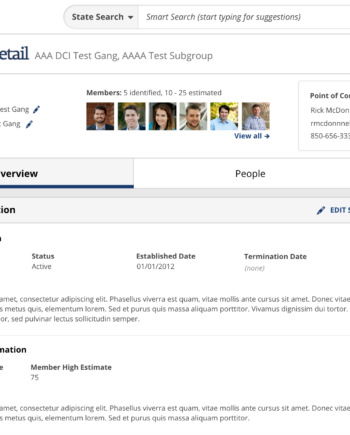 State Search
Smart Search (start typing for suggestions)
etail AAA DCI Test Gang, AAAA Test Subgroup
Members: 5 identified, 10 - 25 estimated
Point of Co
est Gang
Rick McDon
Gang
rmcdonnne
850-656-333
View all →
verview
People
tion
EDIT S
Status
Established Date
Termination Date
Active
01/01/2012
(none)
amet, consectetur adipiscing elit. Phasellus viverra est quam, vitae mollis ante cursus sit amet. Donec vitae
s metus quis, elementum lorem. Sed et purus quis massa aliquam porttitor. Vivamus dignissim dui tortor.
or, sed pulvinar lectus sollicitudin semper.
mation
e
Member High Estimate
75
amet, consectetur adipiscing elit. Phasellus viverra est quam, vitae mollis ante cursus sit amet. Donec vitae
s metus quis, elementum lorem. Sed et purus quis massa aliquam porttitor.